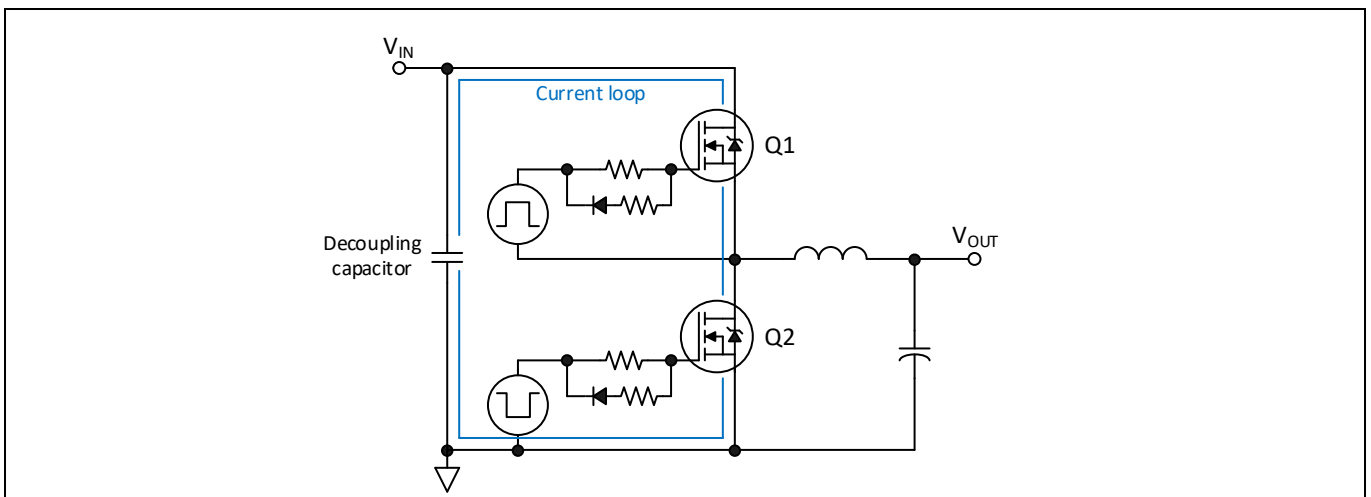 V_IN
Current loop
Q1
Decoupling
capacitor
V_OUT
Q2